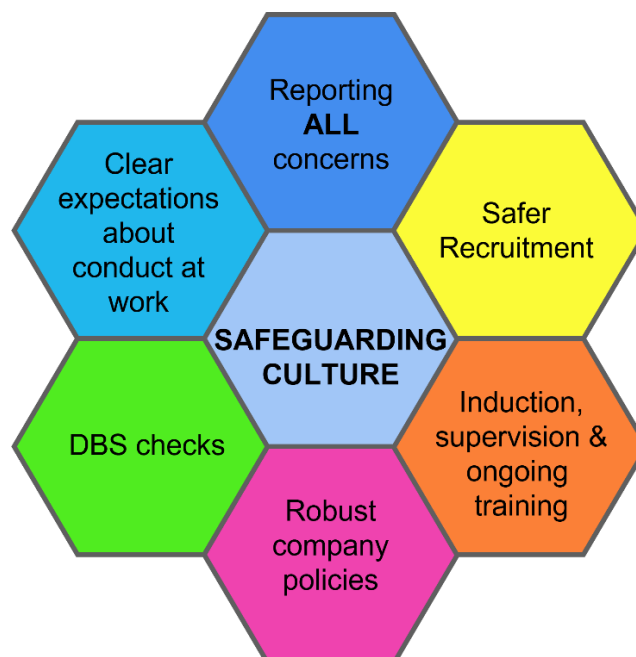 Reporting
ALL
concerns
Clear
expectations
about
conduct at
work
Safer
Recruitment
SAFEGUARDING
CULTURE
DBS checks
Induction,
supervision &
ongoing
training
Robust
company
policies